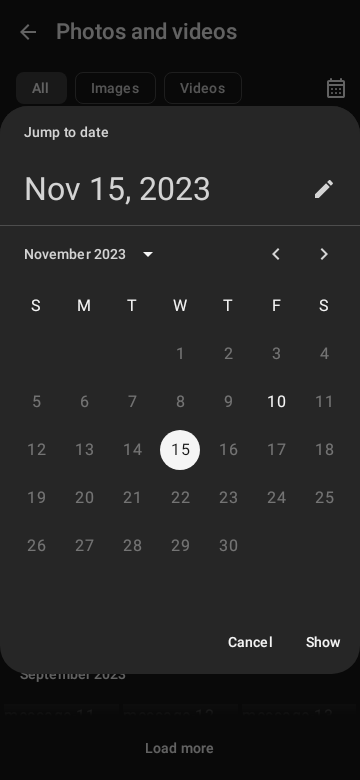 Photos and videos
All Images Videos
Jump to date
Nov 15, 2023
November 2023
S M T W T F S
1 2 3 4
5 6 7 8 9 10 11
12 13 14 15 16 17 18
19 20 21 22 23 24 25
26 27 28 29 30
Cancel Show
September 2023
Load more